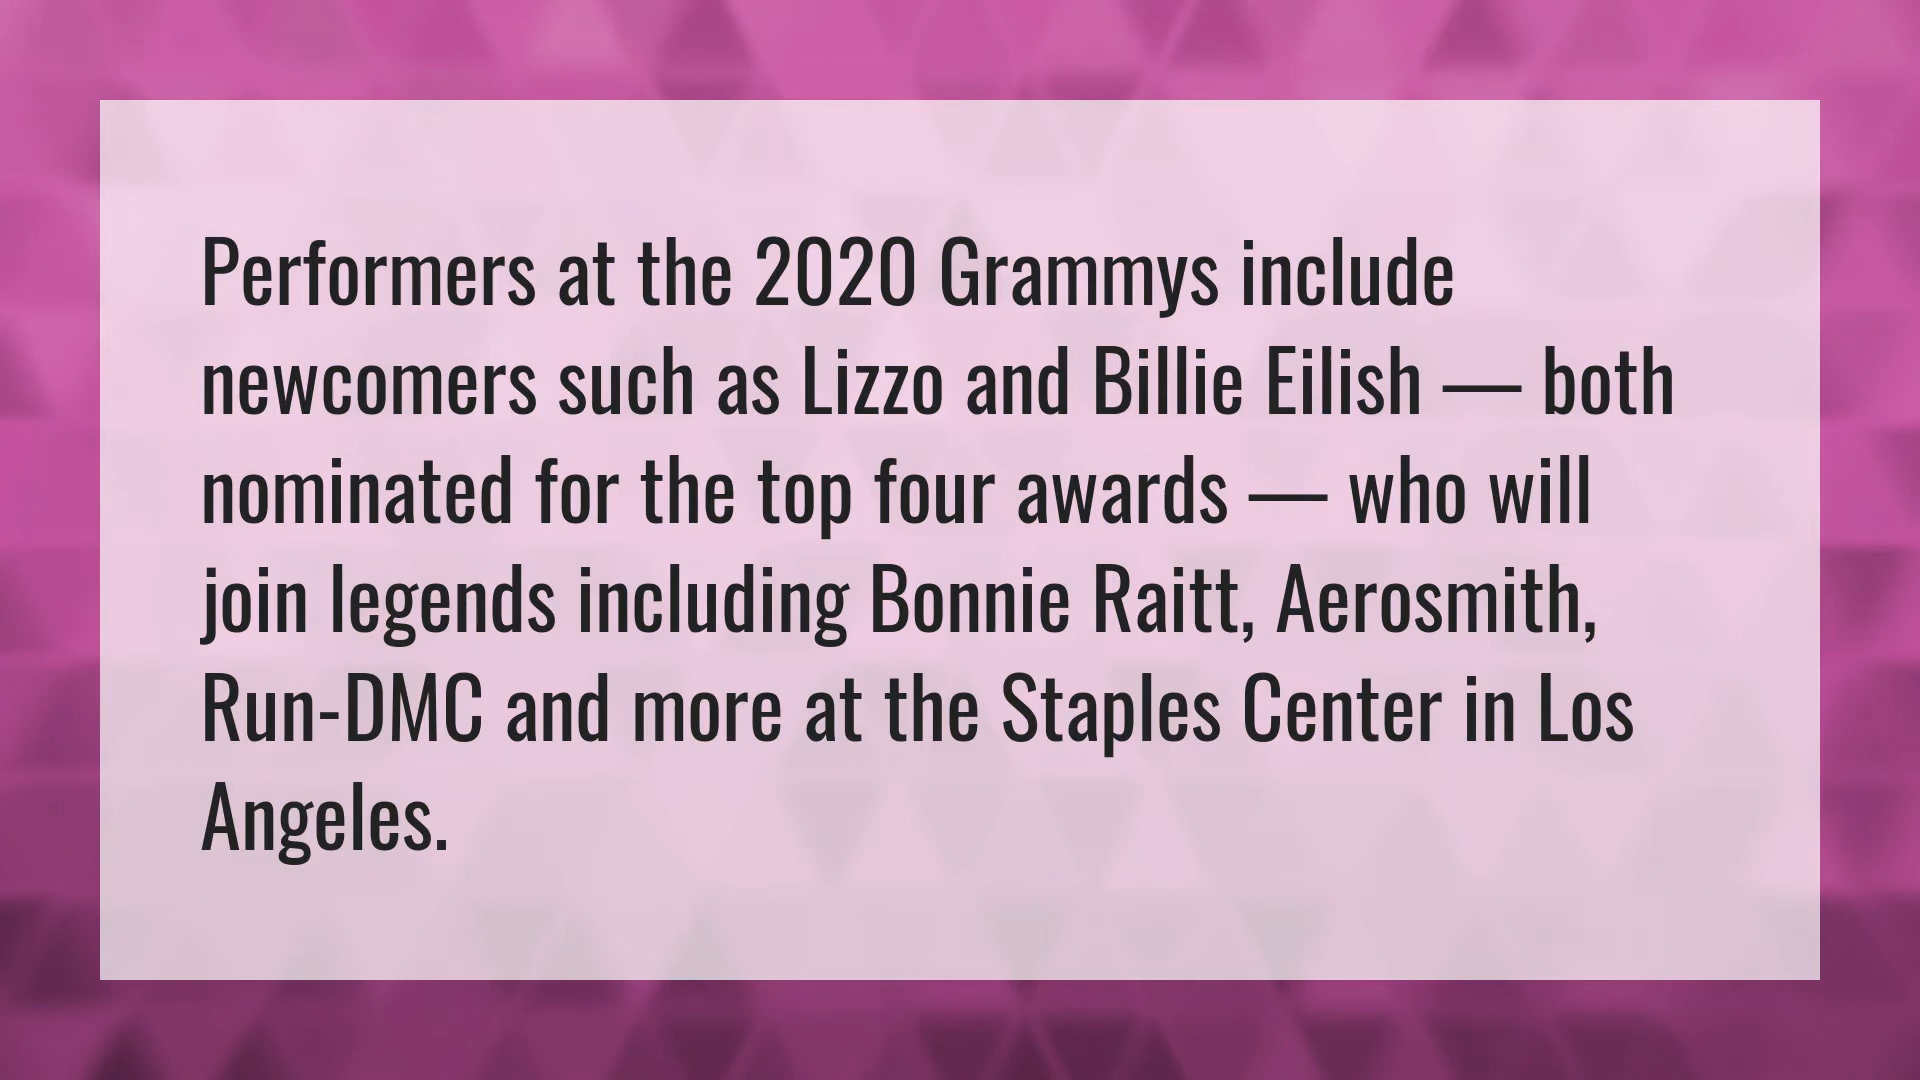 Performers at the 2020 Grammys include
newcomers such as Lizzo and Billie Eilish — both
nominated for the top four awards — who will
join legends including Bonnie Raitt, Aerosmith,
Run-DMC and more at the Staples Center in Los
Angeles.